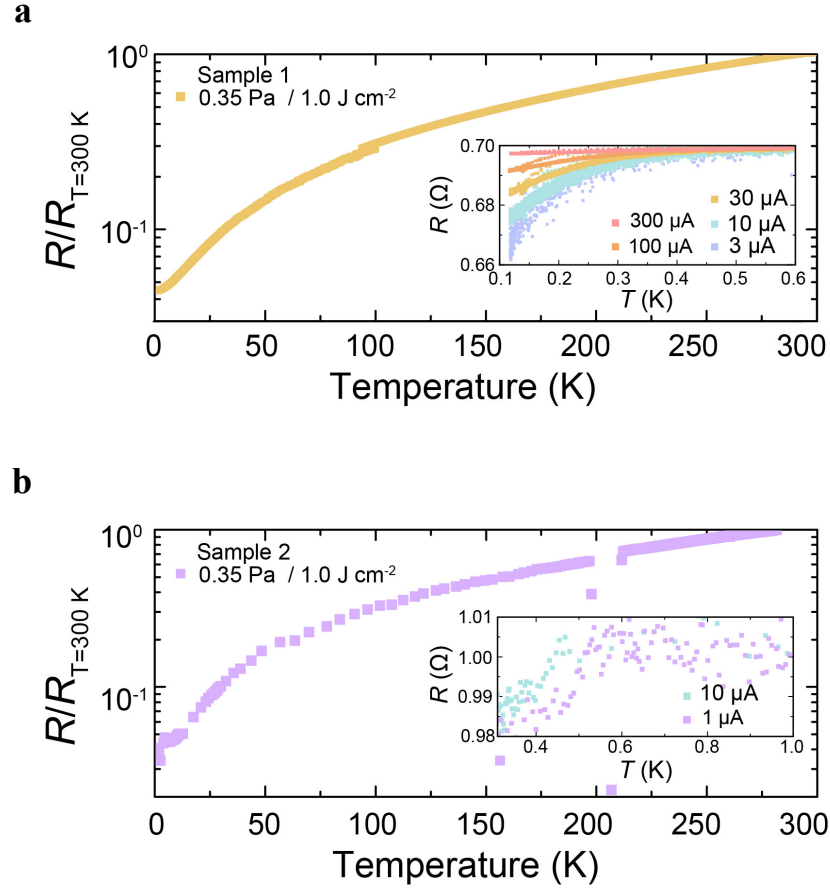 a
R/R_T=300 K
10⁰
10⁻¹
Sample 1
0.35 Pa / 1.0 J cm⁻²
R (Ω)
0.70
0.68
0.66
300 μA
100 μA
30 μA
10 μA
3 μA
0.1 0.2 0.3 0.4 0.5 0.6
T (K)
0 50 100 150 200 250 300
Temperature (K)
b
R/R_T=300 K
10⁰
10⁻¹
Sample 2
0.35 Pa / 1.0 J cm⁻²
R (Ω)
1.01
1.00
0.99
0.98
10 μA
1 μA
0.4 0.6 0.8 1.0
T (K)
0 50 100 150 200 250 300
Temperature (K)